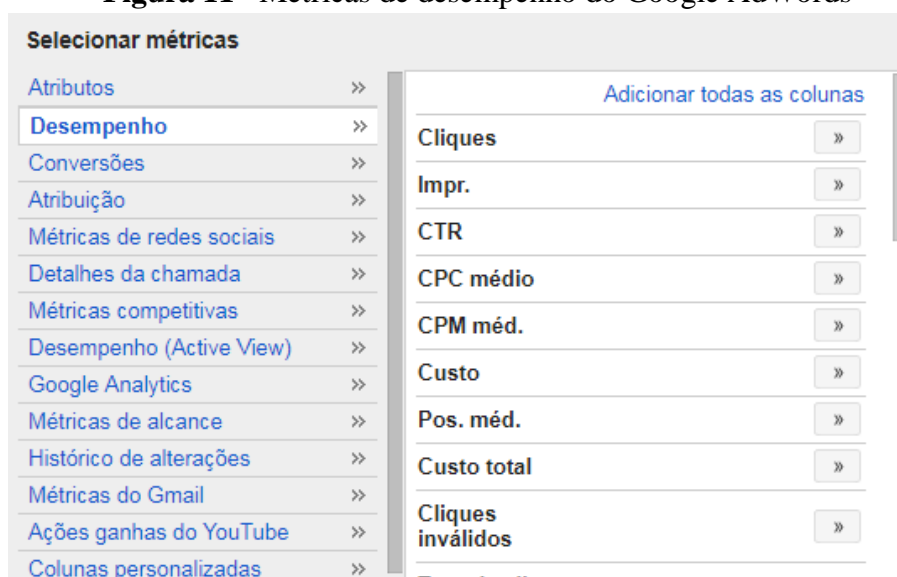 Selecionar métricas
Atributos
Desempenho
Conversões
Atribuição
Métricas de redes sociais
Detalhes da chamada
Métricas competitivas
Desempenho (Active View)
Google Analytics
Métricas de alcance
Histórico de alterações
Métricas do Gmail
Ações ganhas do YouTube
Colunas personalizadas
Adicionar todas as colunas
Cliques
Impr.
CTR
CPC médio
CPM méd.
Custo
Pos. méd.
Custo total
Cliques
inválidos